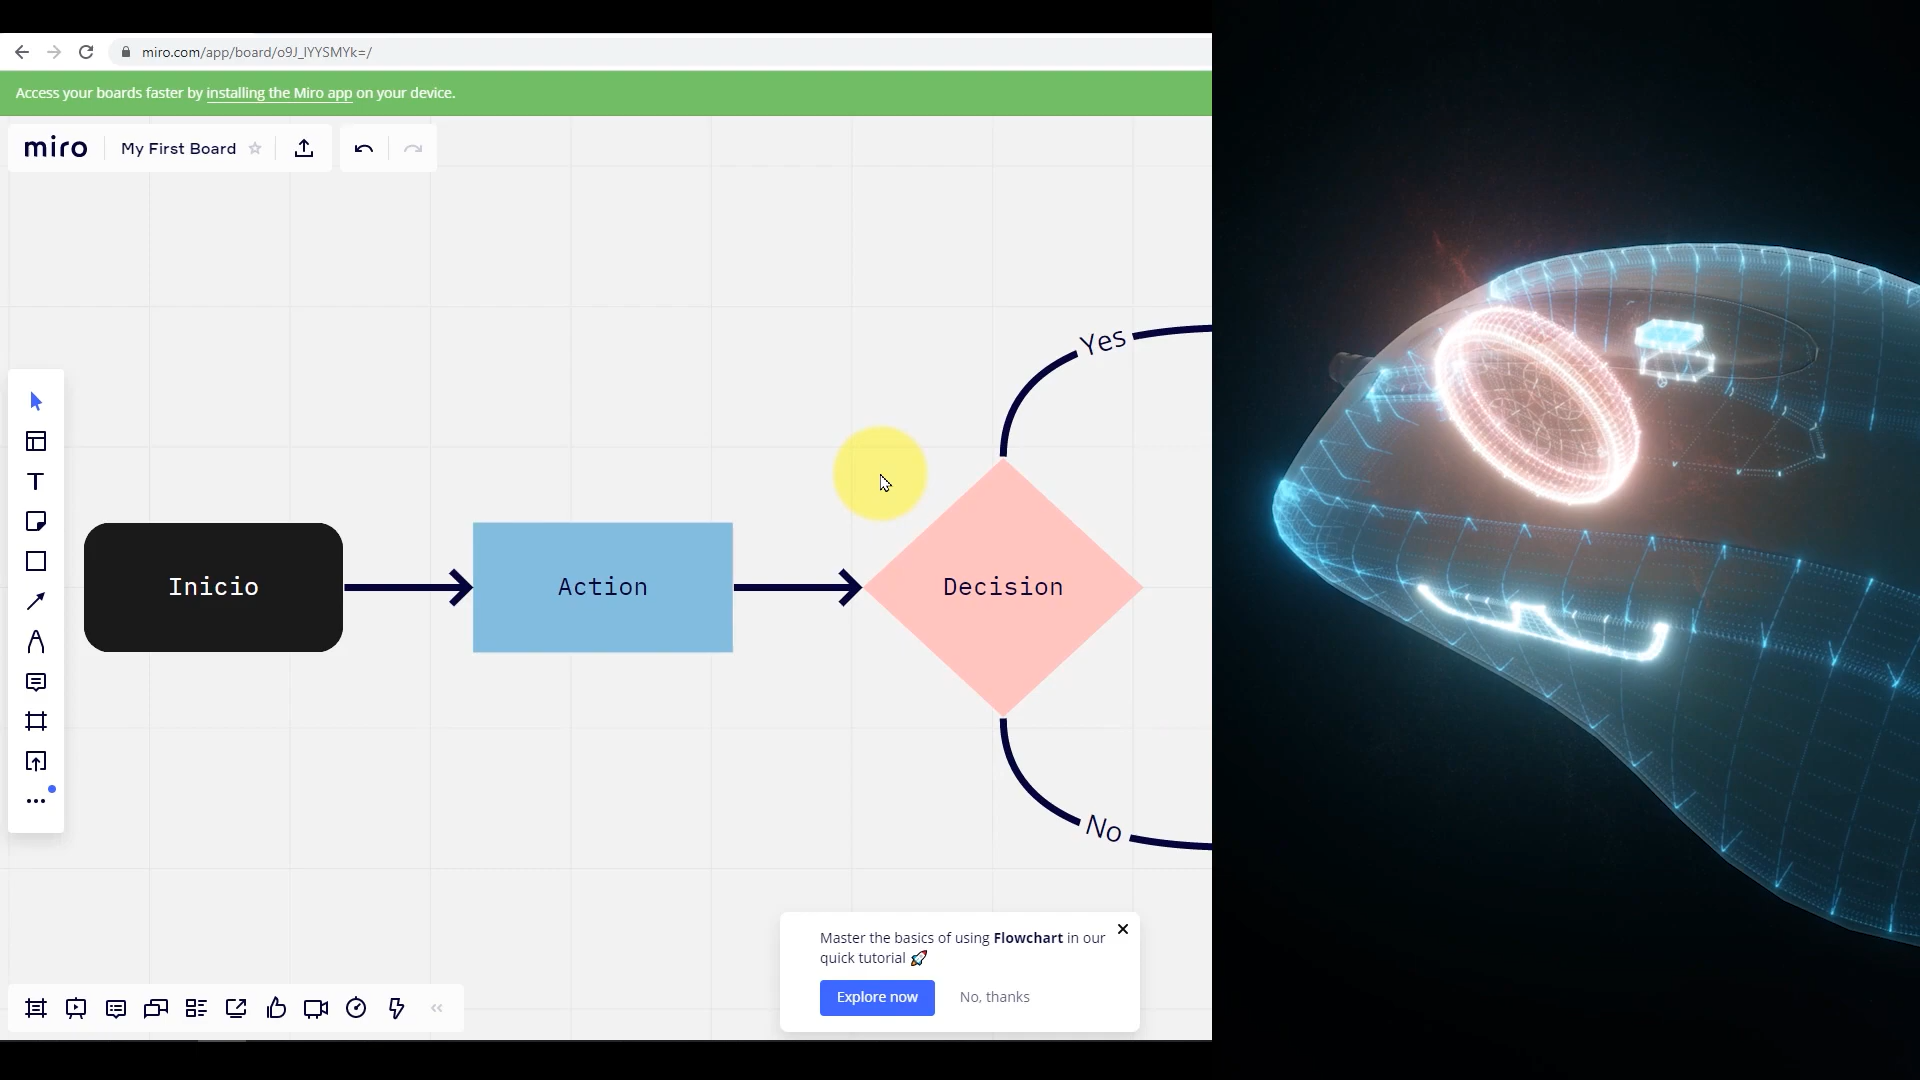 miro.com/app/board/o9J_lYYSMYk=/
Access your boards faster by installing the Miro app on your device.
miro
My First Board
Yes
Inicio
Action
Decision
No
Master the basics of using Flowchart in our
quick tutorial 🚀
Explore now
No, thanks